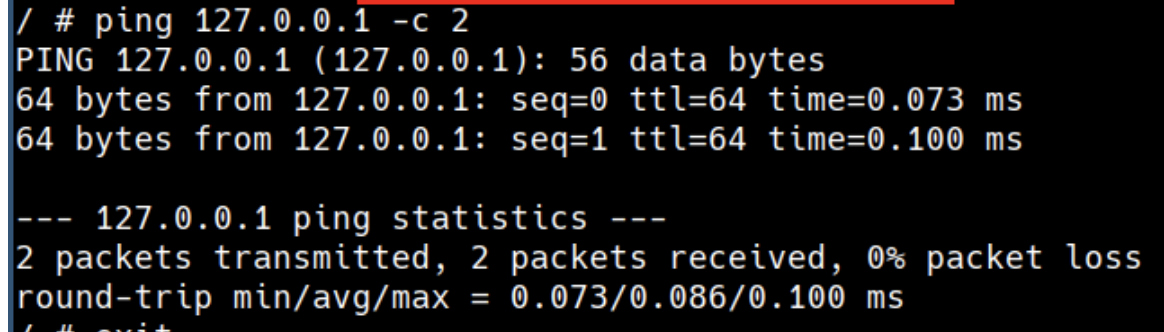 / # ping 127.0.0.1 -c 2
PING 127.0.0.1 (127.0.0.1): 56 data bytes
64 bytes from 127.0.0.1: seq=0 ttl=64 time=0.073 ms
64 bytes from 127.0.0.1: seq=1 ttl=64 time=0.100 ms
--- 127.0.0.1 ping statistics ---
2 packets transmitted, 2 packets received, 0% packet loss
round-trip min/avg/max = 0.073/0.086/0.100 ms
/ # exit